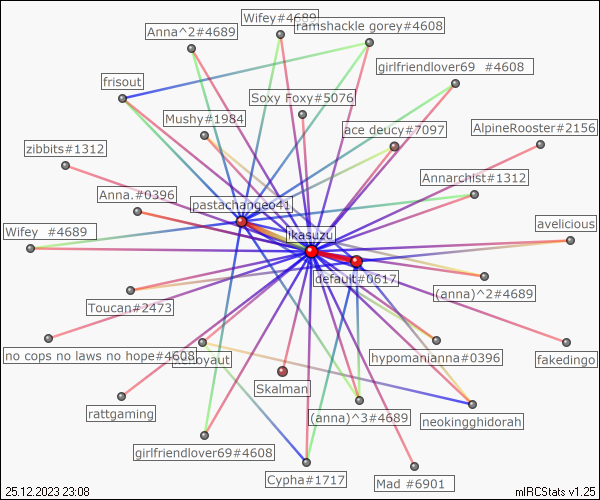 Wifey#4689
ramshackle gorey#4608
Anna^2#4689
girlfriendlover69 #4608
frisout
Soxy Foxy#5076
Mushy#1984
ace deucy#7097
AlpineRooster#2156
zibbits#1312
Annarchist#1312
Anna.#0396
pastachangeo41
avelicious
Wifey #4689
ikasuzu
default#0617
(anna)^2#4689
Toucan#2473
no cops no laws no hope#4608
hypomanianna#0396
fakedingo
Skalman
rattgaming
(anna)^3#4689
neokingghidorah
girlfriendlover69#4608
Cypha#1717
Mad #6901
25.12.2023 23:08
mIRCStats v1.25